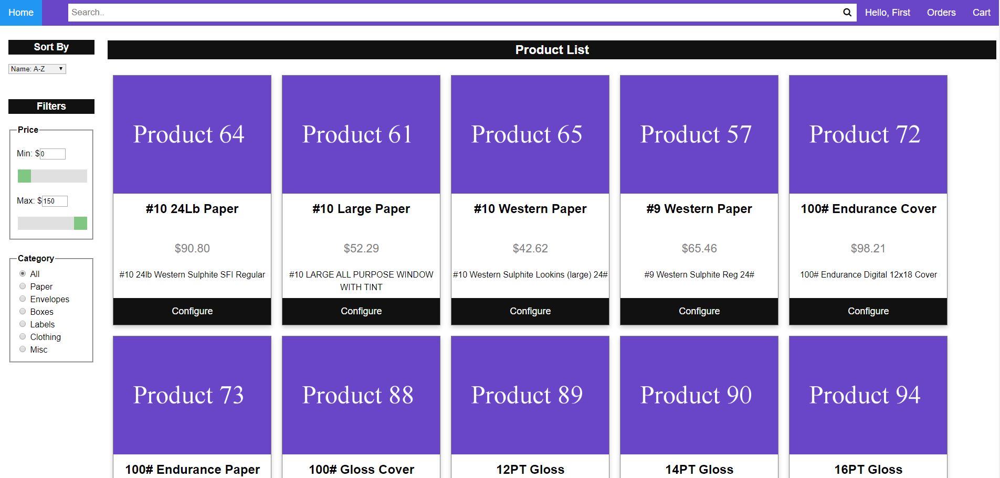 Home
Search..
Hello, First
Orders
Cart
Sort By
Name: A-Z
Filters
Price
Min: $0
Max: $150
Category
All
Paper
Envelopes
Boxes
Labels
Clothing
Misc
Product List
Product 64
#10 24Lb Paper
$90.80
#10 24lb Western Sulphite SFI Regular
Configure
Product 61
#10 Large Paper
$52.29
#10 LARGE ALL PURPOSE WINDOW
WITH TINT
Configure
Product 65
#10 Western Paper
$42.62
#10 Western Sulphite Lookins (large) 24#
Configure
Product 57
#9 Western Paper
$65.46
#9 Western Sulphite Reg 24#
Configure
Product 72
100# Endurance Cover
$98.21
100# Endurance Digital 12x18 Cover
Configure
Product 73
100# Endurance Paper
Product 88
100# Gloss Cover
Product 89
12PT Gloss
Product 90
14PT Gloss
Product 94
16PT Gloss